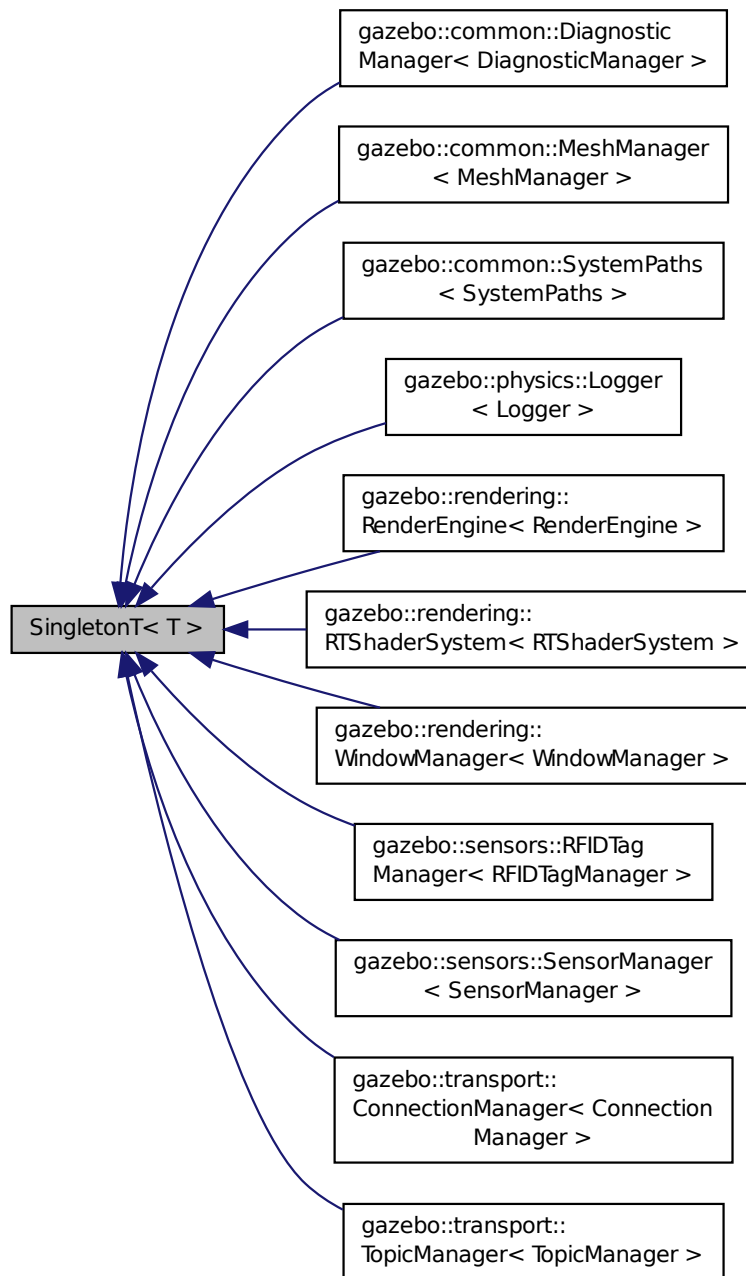 gazebo::common::Diagnostic
Manager< DiagnosticManager >
gazebo::common::MeshManager
< MeshManager >
gazebo::common::SystemPaths
< SystemPaths >
gazebo::physics::Logger
< Logger >
gazebo::rendering::
RenderEngine< RenderEngine >
SingletonT< T >
gazebo::rendering::
RTShaderSystem< RTShaderSystem >
gazebo::rendering::
WindowManager< WindowManager >
gazebo::sensors::RFIDTag
Manager< RFIDTagManager >
gazebo::sensors::SensorManager
< SensorManager >
gazebo::transport::
ConnectionManager< Connection
Manager >
gazebo::transport::
TopicManager< TopicManager >